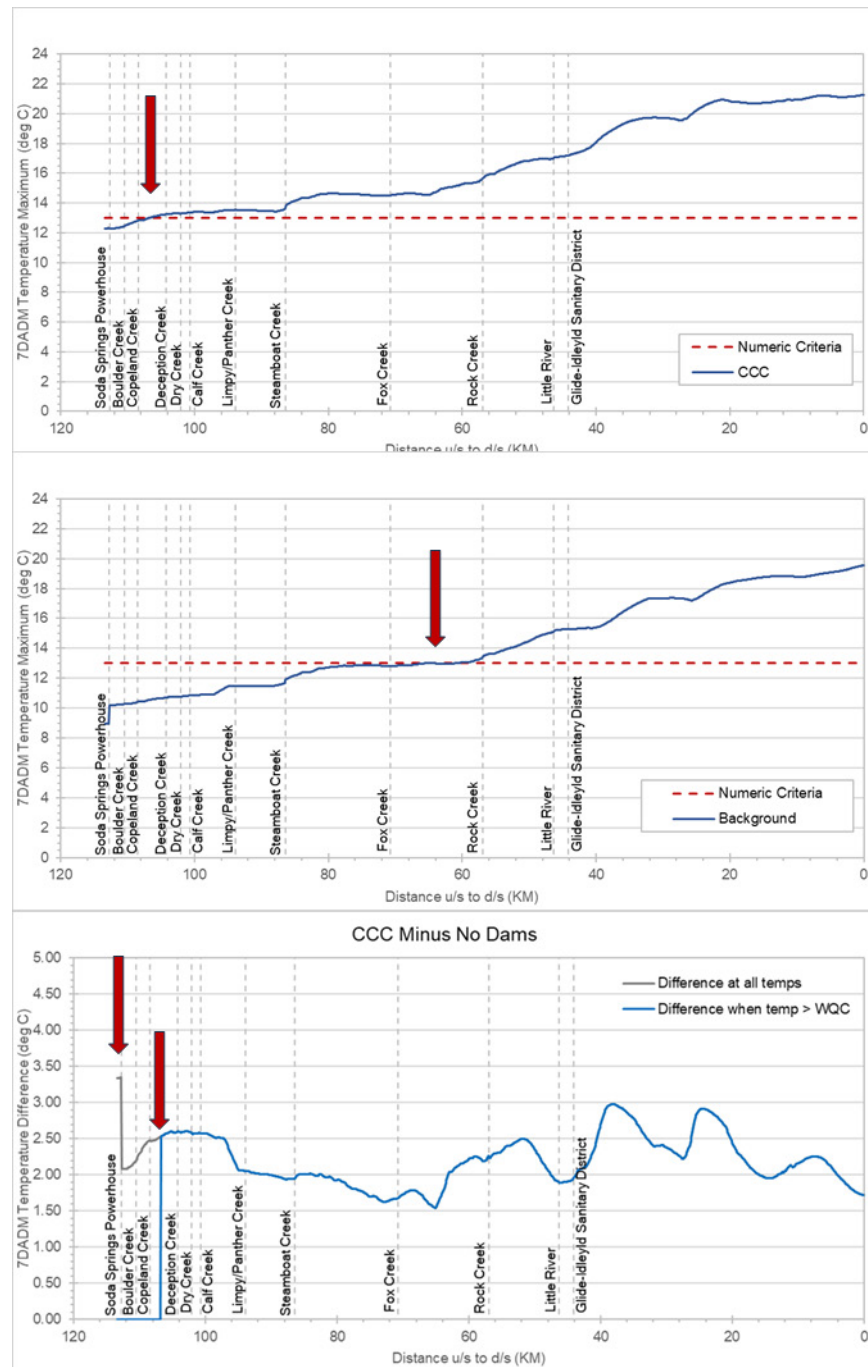 24
22
20
18
16
14
12
10
8
6
4
2
0
7DADM Temperature Maximum (deg C)
Soda Springs Powerhouse
Boulder Creek
Copeland Creek
Deception Creek
Dry Creek
Calf Creek
Limpy/Panther Creek
Steamboat Creek
Fox Creek
Rock Creek
Little River
Glide-Idleyld Sanitary District
Numeric Criteria
CCC
120 100 80 60 40 20 0
Distance u/s to d/s (KM)
24
22
20
18
16
14
12
10
8
6
4
2
0
7DADM Temperature Maximum (deg C)
Soda Springs Powerhouse
Boulder Creek
Copeland Creek
Deception Creek
Dry Creek
Calf Creek
Limpy/Panther Creek
Steamboat Creek
Fox Creek
Rock Creek
Little River
Glide-Idleyld Sanitary District
Numeric Criteria
Background
120 100 80 60 40 20 0
Distance u/s to d/s (KM)
CCC Minus No Dams
5.00
4.50
4.00
3.50
3.00
2.50
2.00
1.50
1.00
0.50
0.00
7DADM Temperature Difference (deg C)
Difference at all temps
Difference when temp > WQC
Soda Springs Powerhouse
Boulder Creek
Copeland Creek
Deception Creek
Dry Creek
Calf Creek
Limpy/Panther Creek
Steamboat Creek
Fox Creek
Rock Creek
Little River
Glide-Idleyld Sanitary District
120 100 80 60 40 20 0
Distance u/s to d/s (KM)